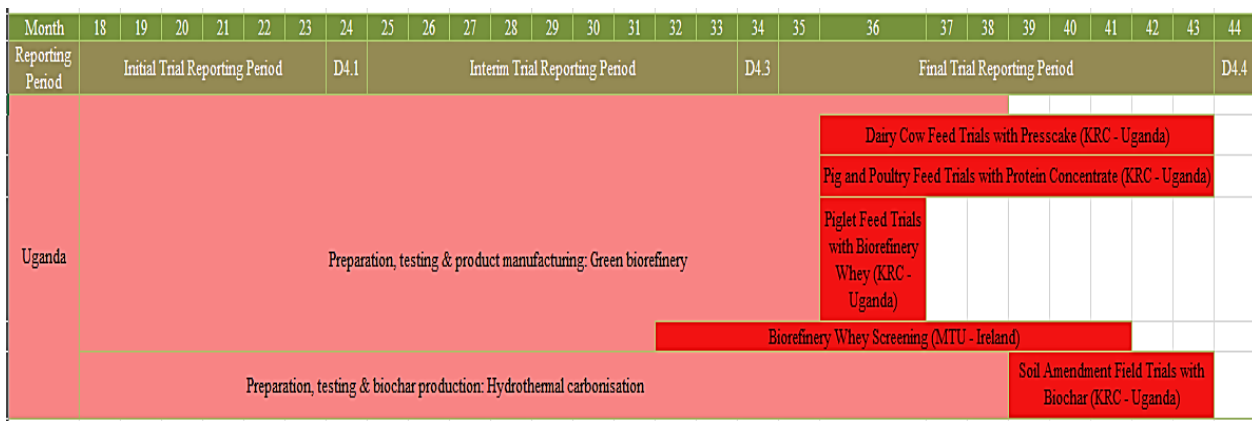 Month 18 19 20 21 22 23 24 25 26 27 28 29 30 31 32 33 34 35 36 37 38 39 40 41 42 43 44
Reporting
Period
Initial Trial Reporting Period D4.1 Interim Trial Reporting Period D4.3 Final Trial Reporting Period D4.4
Dairy Cow Feed Trials with Presscake (KRC - Uganda)
Pig and Poultry Feed Trials with Protein Concentrate (KRC - Uganda)
Uganda
Preparation, testing & product manufacturing: Green biorefinery
Piglet Feed Trials
with Biorefinery
Whey (KRC -
Uganda)
Biorefinery Whey Screening (MTU - Ireland)
Preparation, testing & biochar production: Hydrothermal carbonisation
Soil Amendment Field Trials with
Biochar (KRC - Uganda)